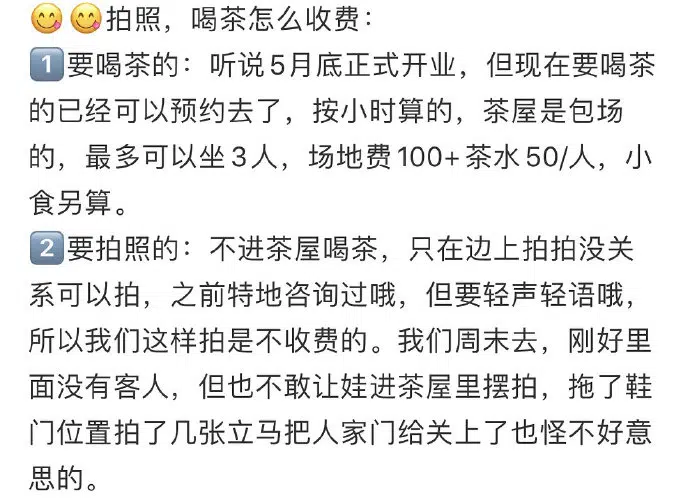 😋😋拍照，喝茶怎么收费：
1️⃣要喝茶的：听说5月底正式开业，但现在要喝茶
的已经可以预约去了，按小时算的，茶屋是包场
的，最多可以坐3人，场地费100+茶水50/人，小
食另算。
2️⃣要拍照的：不进茶屋喝茶，只在边上拍拍没关
系可以拍，之前特地咨询过哦，但要轻声轻语哦，
所以我们这样拍是不收费的。我们周末去，刚好里
面没有客人，但也不敢让娃进茶屋里摆拍，拖了鞋
门位置拍了几张立马把人家门给关上了也怪不好意
思的。